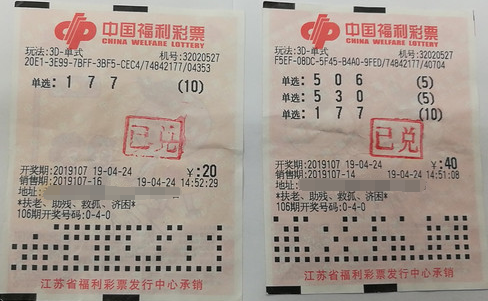 中国福利彩票
CHINA WELFARE LOTTERY
玩法:3D-单式 机号:32020527
20E1-3E99-7BFF-3BF5-CEC4/74842177/04353
单选: 1 7 7 (10)
已兑
开奖期:2019107 19-04-24 ¥:20
销售期:2019107-16 19-04-24 14:52:29
地址:
*扶老、助残、救孤、济困*
106期开奖号码:0-4-0
江苏省福利彩票发行中心承销
中国福利彩票
CHINA WELFARE LOTTERY
玩法:3D-单式 机号:32020527
F5EF-08DC-5F45-B4A0-9FED/74842177/40704
单选: 5 0 6 (5)
单选: 5 3 0 (5)
单选: 1 7 7 (10)
已兑
开奖期:2019107 19-04-24 ¥:40
销售期:2019107-14 19-04-24 14:51:08
地址:
*扶老、助残、救孤、济困*
106期开奖号码:0-4-0
江苏省福利彩票发行中心承销